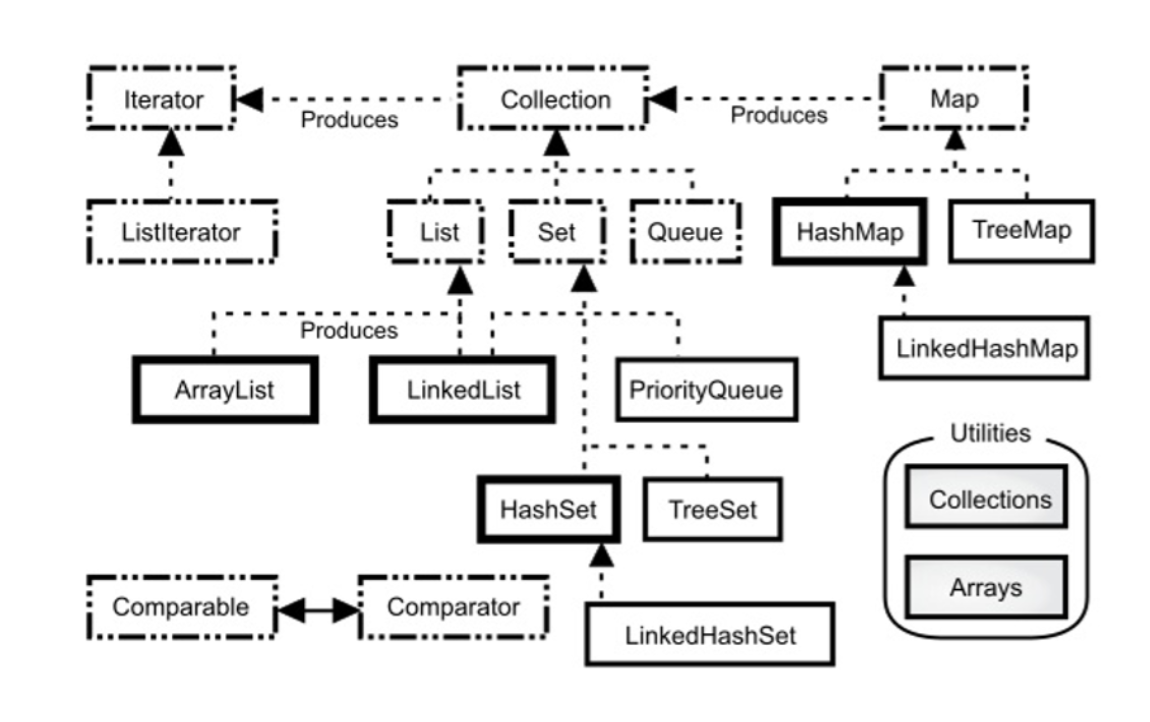 Iterator
Produces
Collection
Produces
Map
ListIterator
List
Set
Queue
HashMap
TreeMap
Produces
LinkedHashMap
ArrayList
LinkedList
PriorityQueue
Utilities
Collections
HashSet
TreeSet
Arrays
Comparable
Comparator
LinkedHashSet